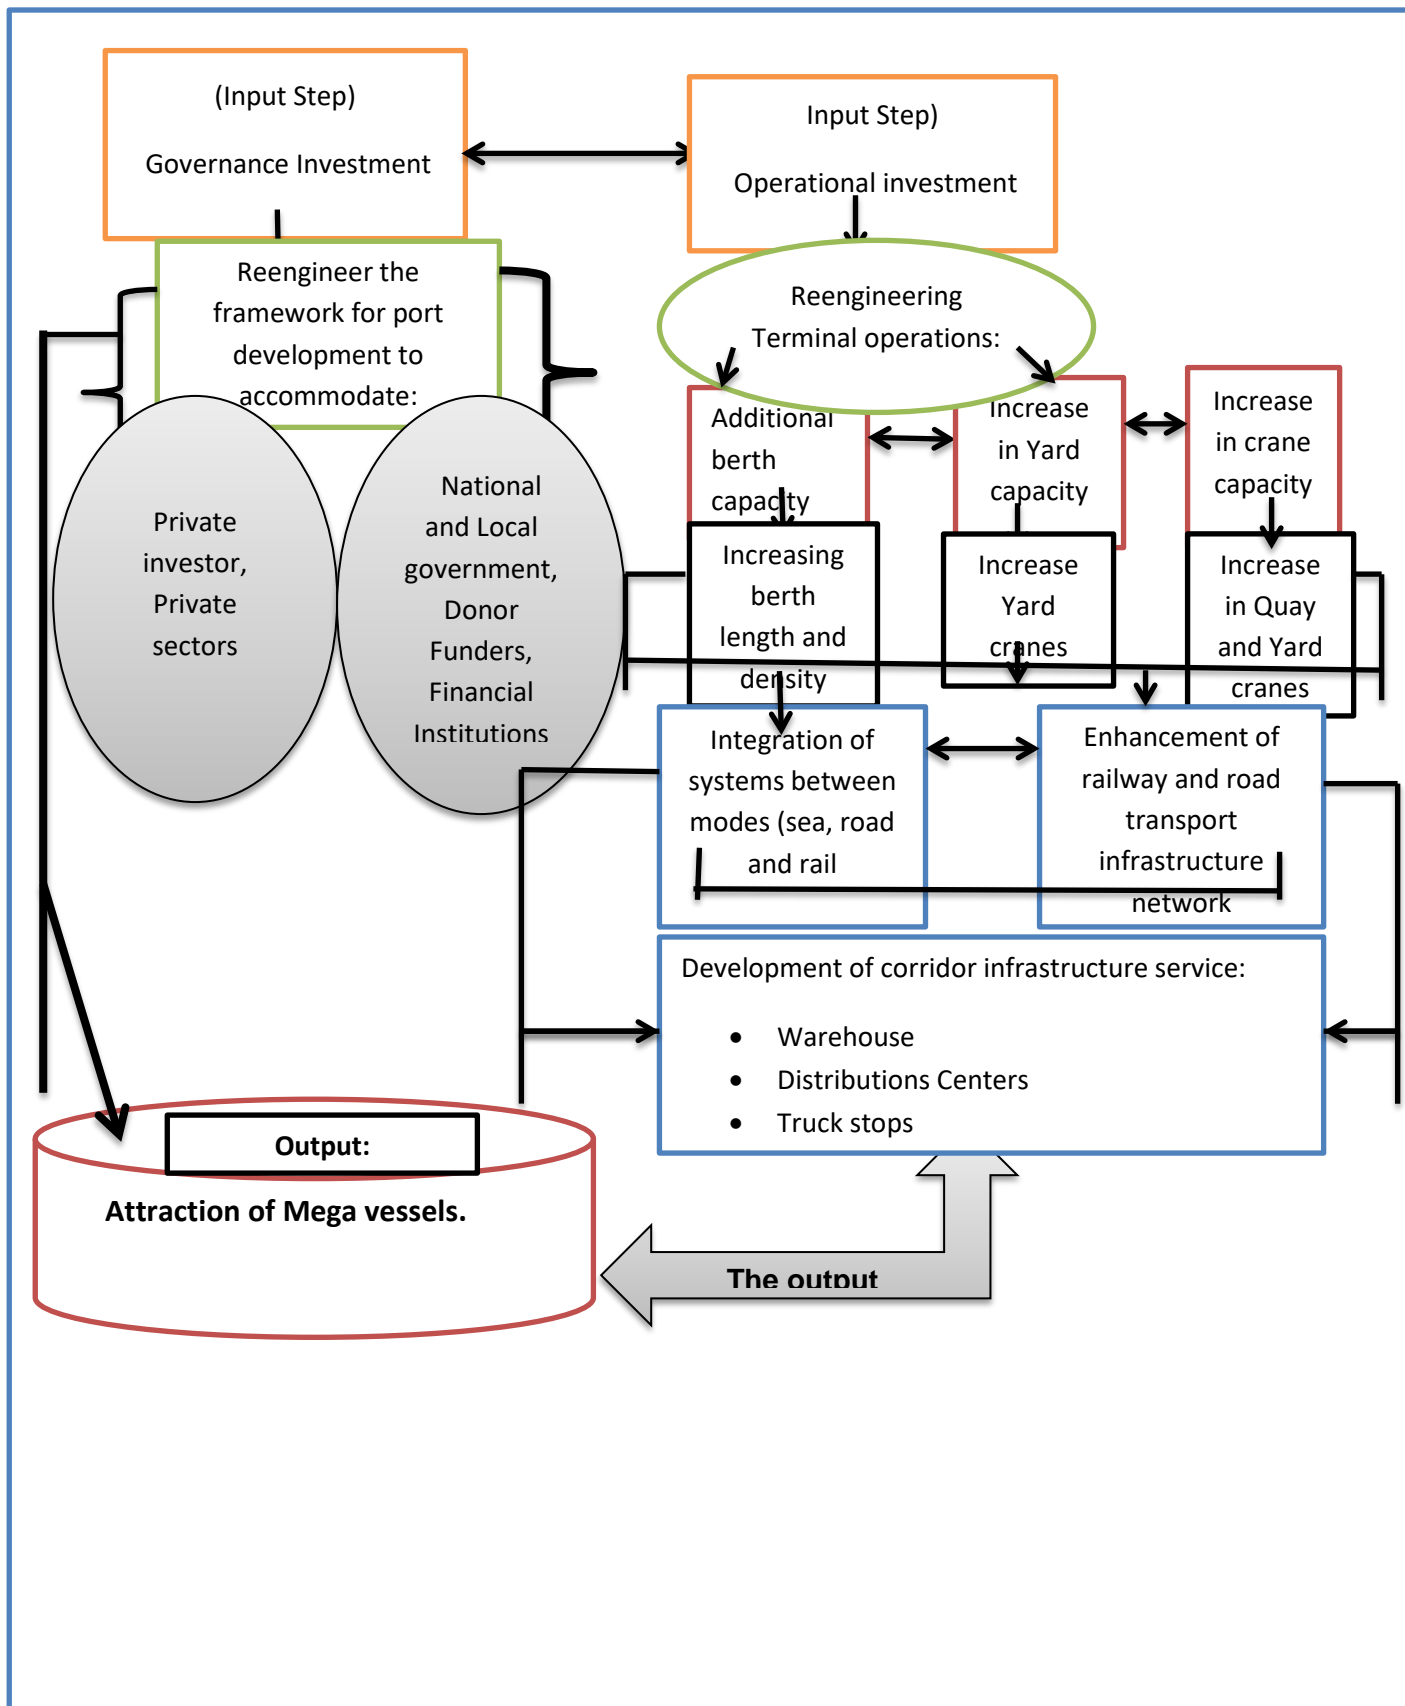 (Input Step)
Governance Investment
Input Step)
Operational investment
Reengineer the
framework for port
development to
accommodate:
Reengineering
Terminal operations:
Private
investor,
Private
sectors
National
and Local
government,
Donor
Funders,
Financial
Institutions
Additional
berth
capacity
Increase
in Yard
capacity
Increase
in crane
capacity
Increasing
berth
length and
density
Increase
Yard
cranes
Increase
in Quay
and Yard
cranes
Integration of
systems between
modes (sea, road
and rail
Enhancement of
railway and road
transport
infrastructure
network
Development of corridor infrastructure service:
• Warehouse
• Distributions Centers
• Truck stops
Output:
Attraction of Mega vessels.
The output